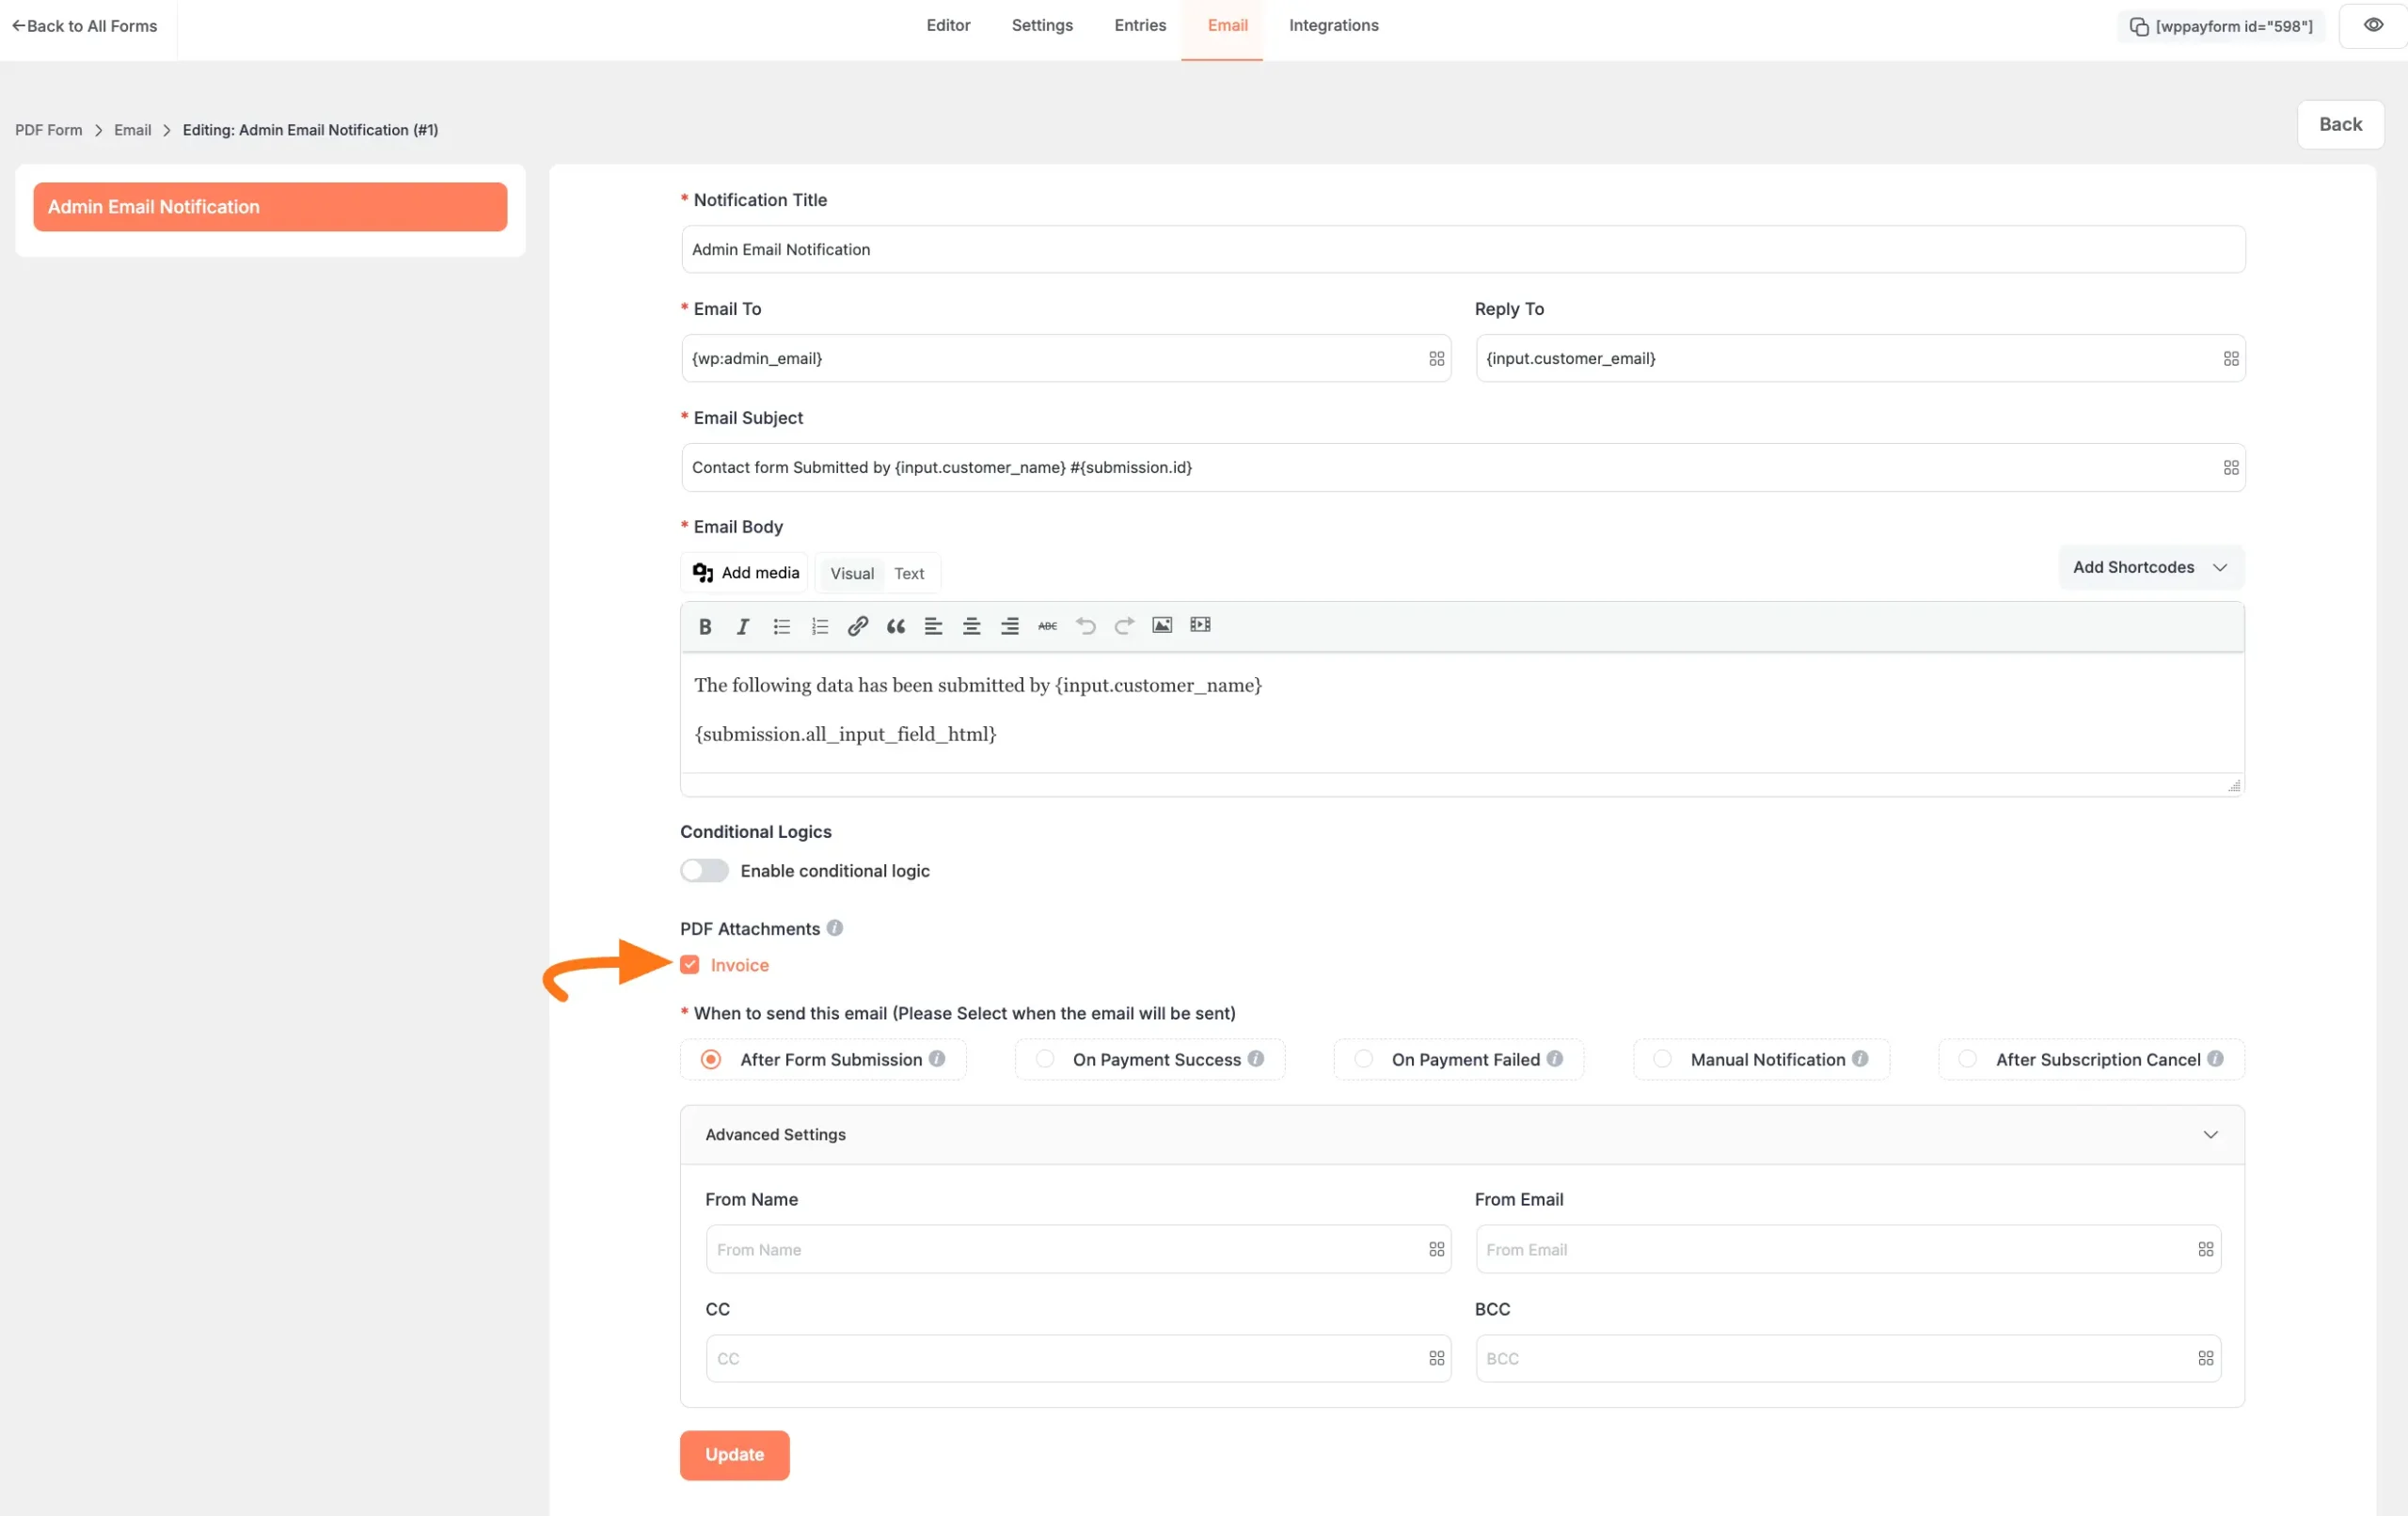 ←Back to All Forms
Editor Settings Entries Email Integrations
[wppayform id="598"]
PDF Form > Email > Editing: Admin Email Notification (#1)
Back
Admin Email Notification
* Notification Title
Admin Email Notification
* Email To
Reply To
{wp:admin_email}
{input.customer_email}
* Email Subject
Contact form Submitted by {input.customer_name} #{submission.id}
* Email Body
Add media Visual Text
Add Shortcodes
B I ABC
The following data has been submitted by {input.customer_name}
{submission.all_input_field_html}
Conditional Logics
Enable conditional logic
PDF Attachments
Invoice
* When to send this email (Please Select when the email will be sent)
After Form Submission On Payment Success On Payment Failed Manual Notification After Subscription Cancel
Advanced Settings
From Name
From Email
From Name
From Email
CC
BCC
CC
BCC
Update